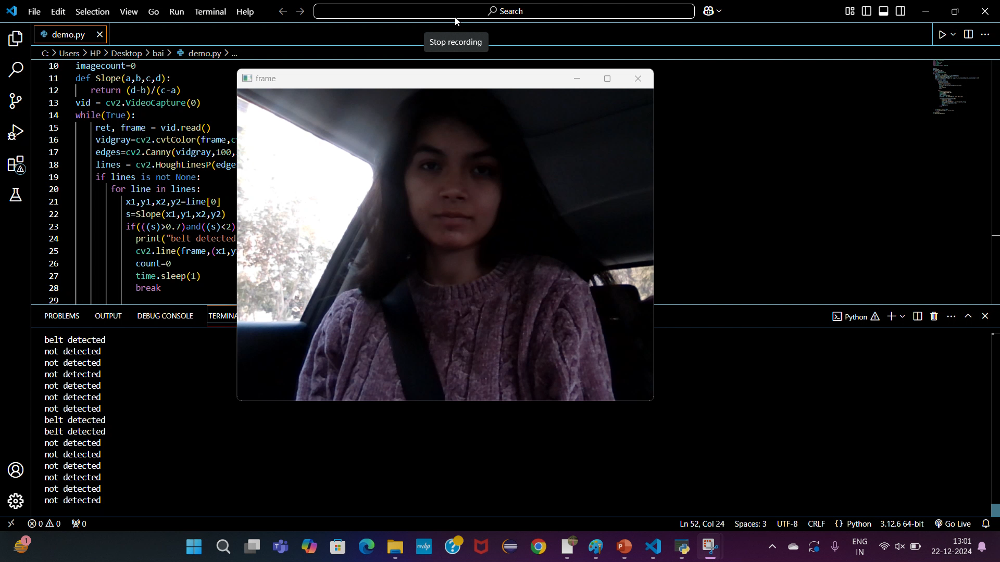 File Edit Selection View Go Run Terminal Help
Search
demo.py
Stop recording
C: > Users > HP > Desktop > bai > demo.py > ...
frame
10 imagecount=0
11 def Slope(a,b,c,d):
12 return (d-b)/(c-a)
13 vid = cv2.VideoCapture(0)
14 while(True):
15 ret, frame = vid.read()
16 vidgray=cv2.cvtColor(frame,c
17 edges=cv2.Canny(vidgray,100,
18 lines = cv2.HoughLinesP(edge
19 if lines is not None:
20 for line in lines:
21 x1,y1,x2,y2=line[0]
22 s=Slope(x1,y1,x2,y2)
23 if(((s)>0.7)and((s)<2)
24 print("belt detected
25 cv2.line(frame,(x1,y
26 count=0
27 time.sleep(1)
28 break
29
PROBLEMS OUTPUT DEBUG CONSOLE TERMINA
Python
belt detected
not detected
not detected
not detected
not detected
not detected
not detected
belt detected
belt detected
not detected
not detected
not detected
not detected
not detected
not detected
0 0 0
Ln 52, Col 24 Spaces: 3 UTF-8 CRLF {} Python 3.12.6 64-bit Go Live
1
myhp
ENG
IN
13:01
22-12-2024